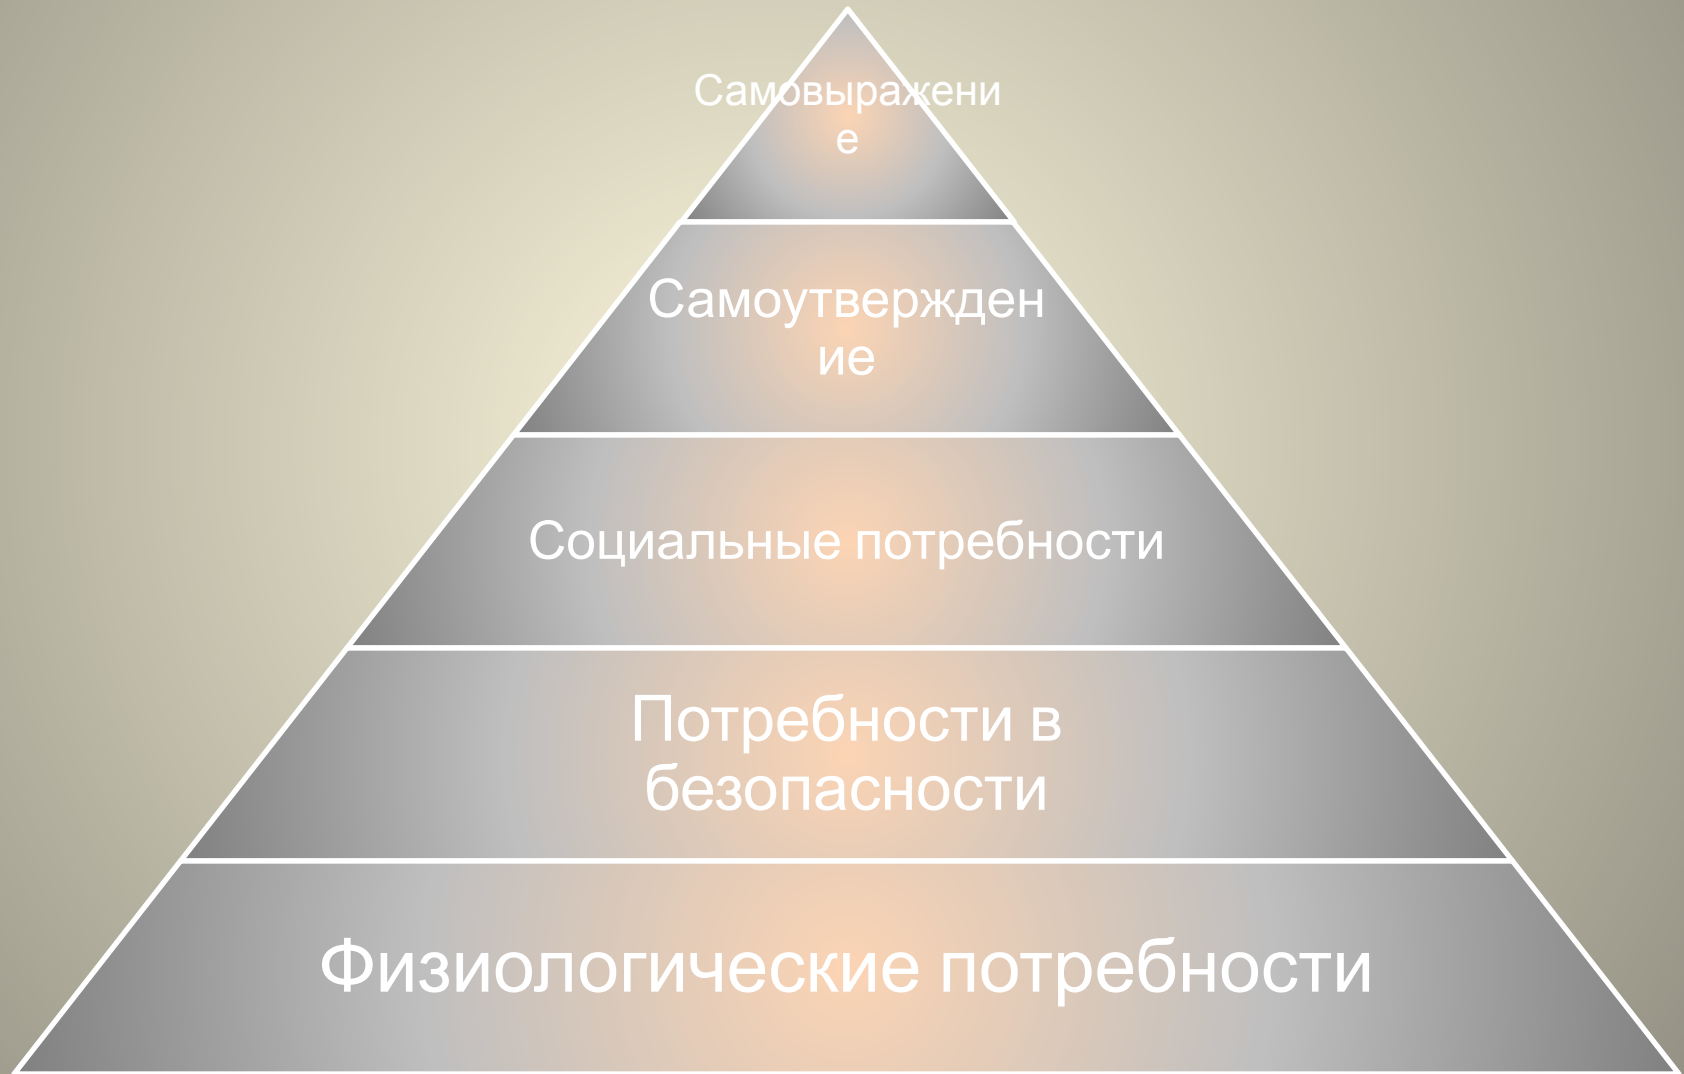 Самовыражени
е
Самоутвержден
ие
Социальные потребности
Потребности в
безопасности
Физиологические потребности